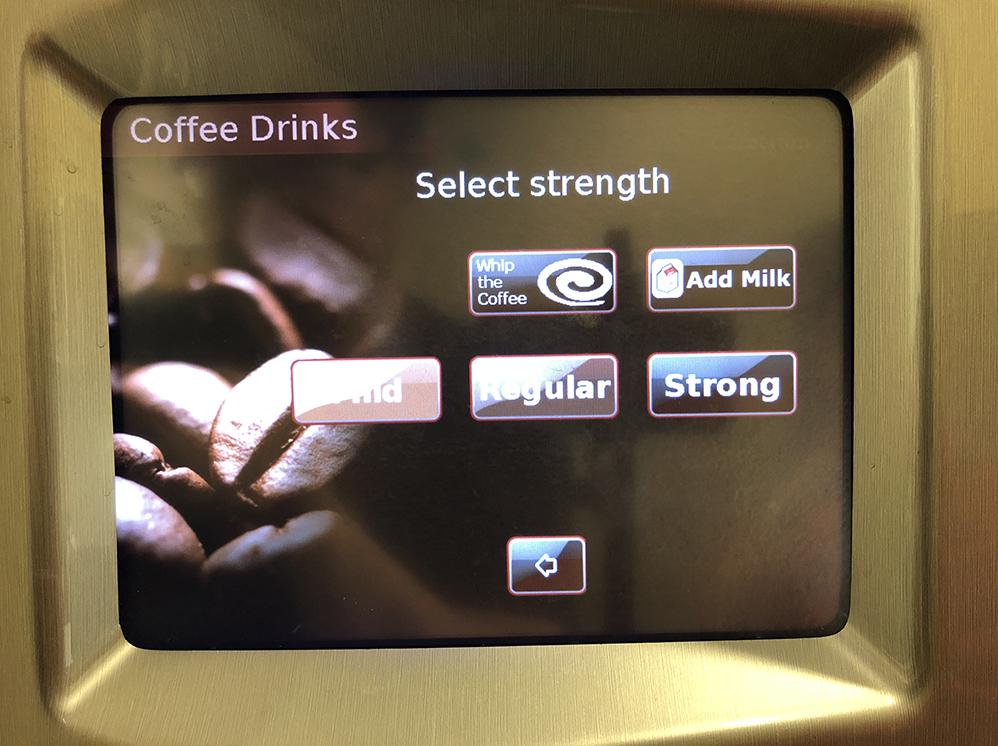 Coffee Drinks
Select strength
Whip
the
Coffee
Add Milk
Regular
Strong